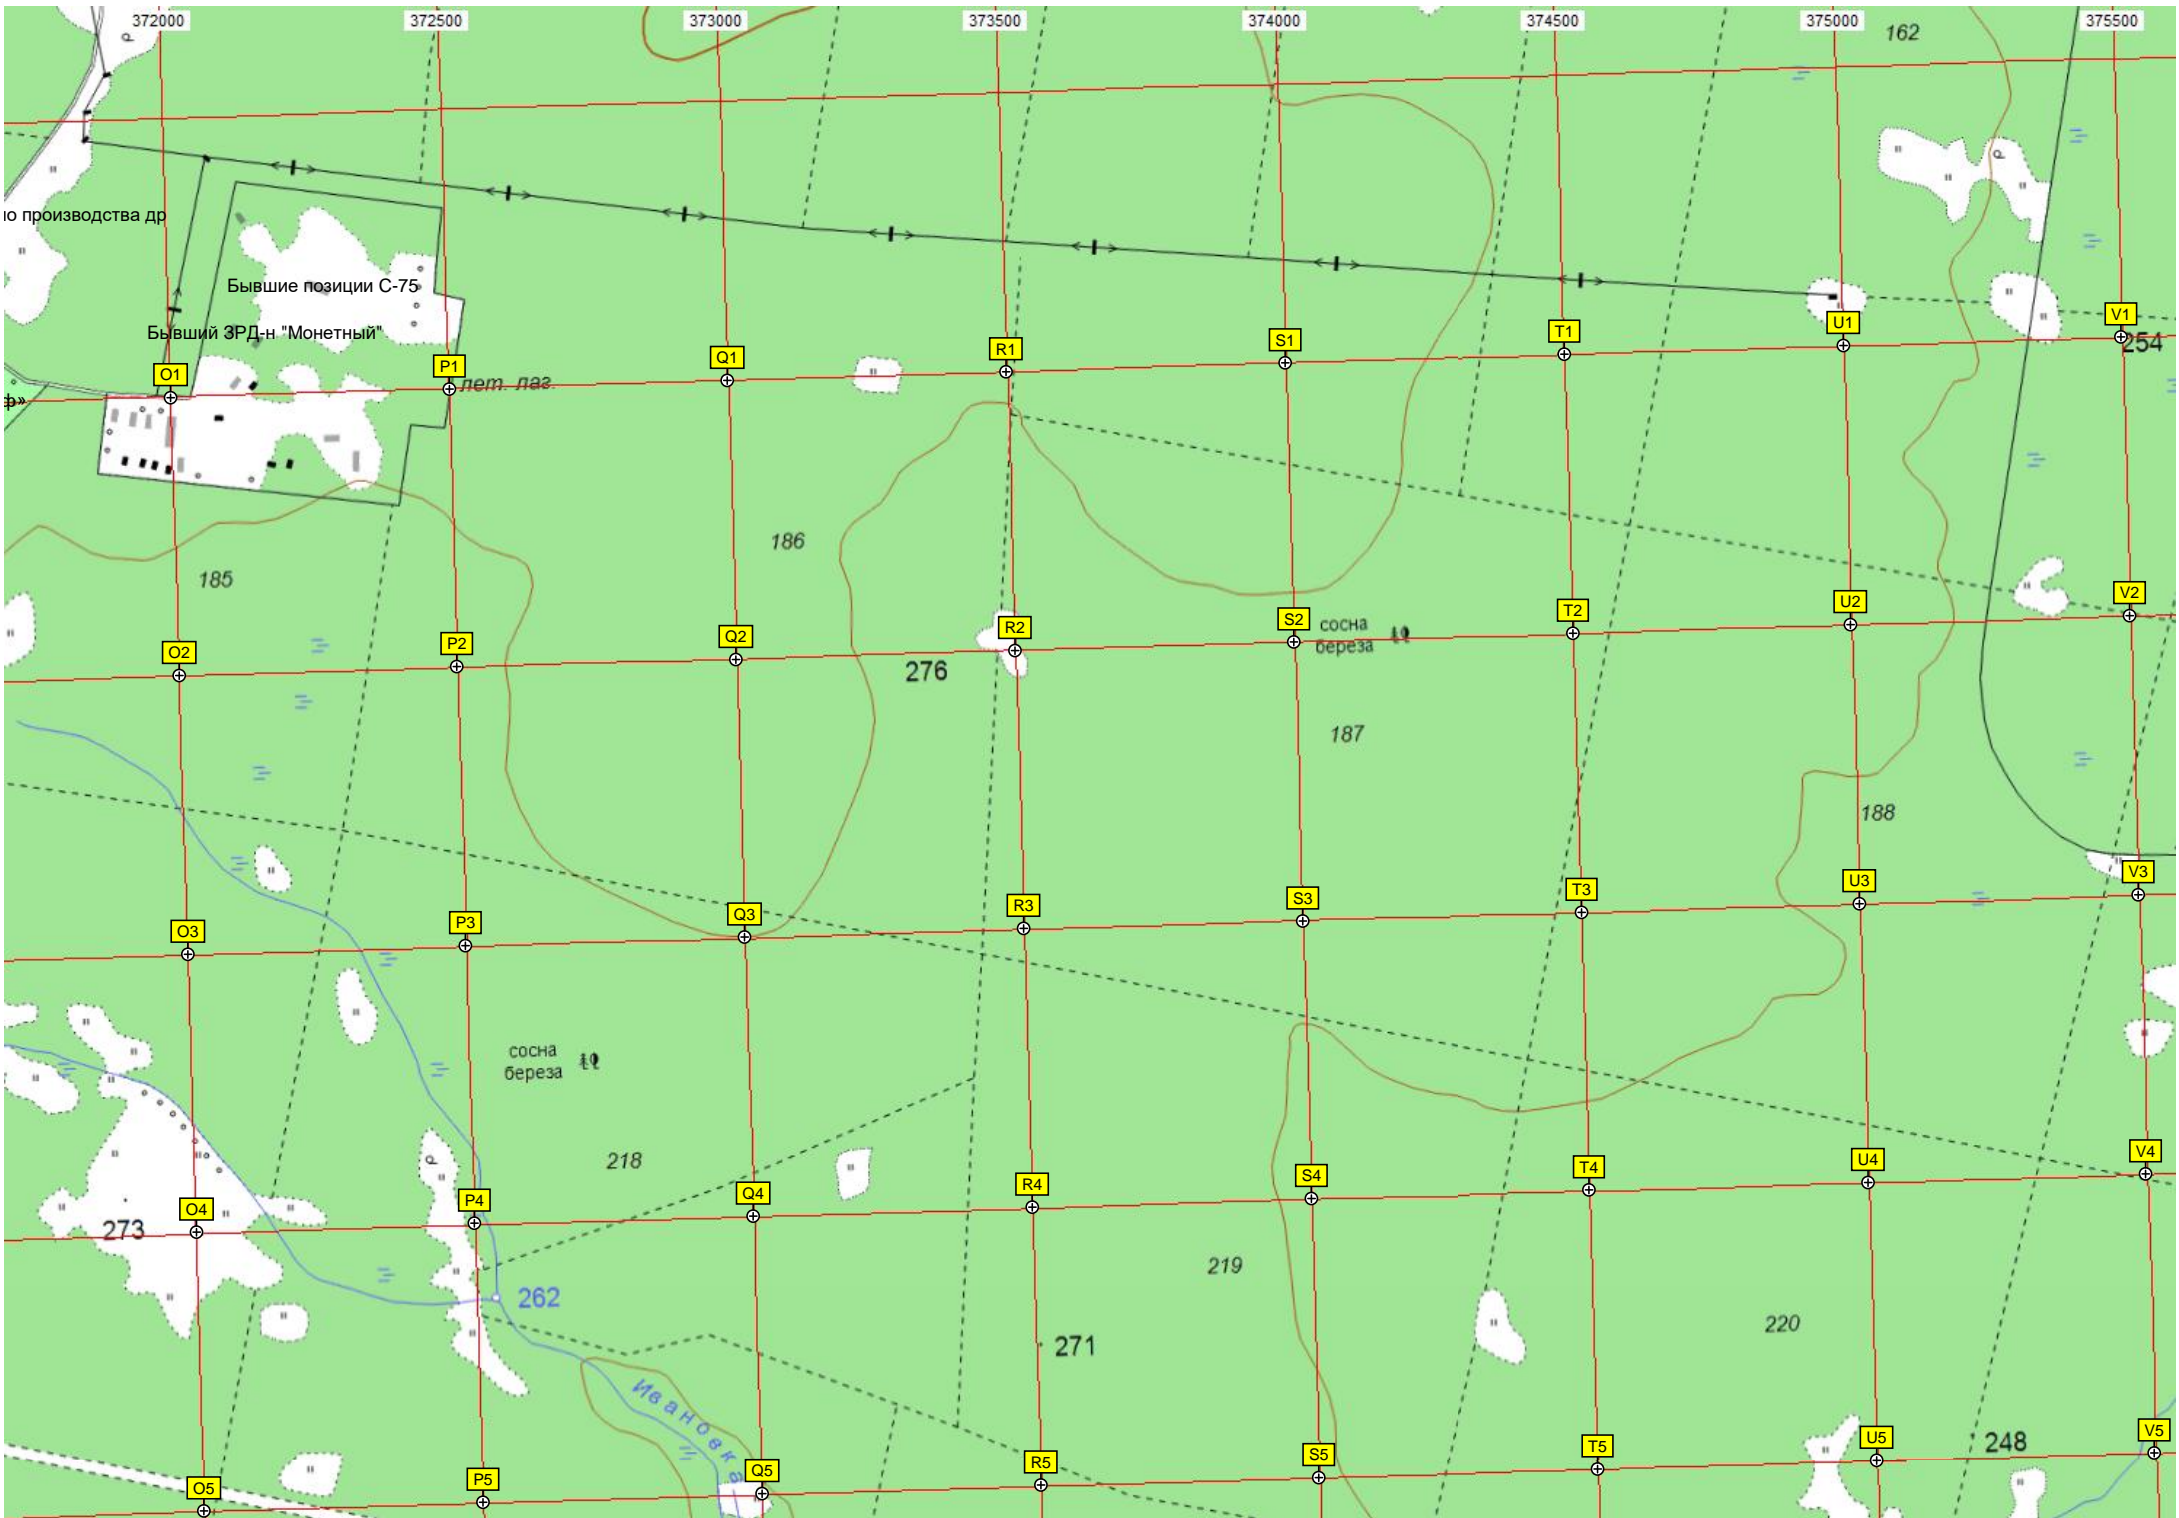 372000 372500 373000 373500 374000 374500 375000 375500
162
ю производства др
Бывшие позиции С-75
Бывший ЗРД-н "Монетный"
O1 P1 Q1 R1 S1 T1 U1 V1
254
лет. лаг.
ф»
186
185
O2 P2 Q2 R2 S2 T2 U2 V2
сосна
береза
276
187
188
O3 P3 Q3 R3 S3 T3 U3 V3
сосна
береза
218
O4 P4 Q4 R4 S4 T4 U4 V4
273
219
262
220
271
Ивановка
248
O5 P5 Q5 R5 S5 T5 U5 V5